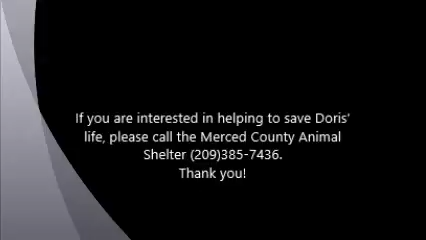 If you are interested in helping to save Doris'
life, please call the Merced County Animal
Shelter (209)385-7436.
Thank you!